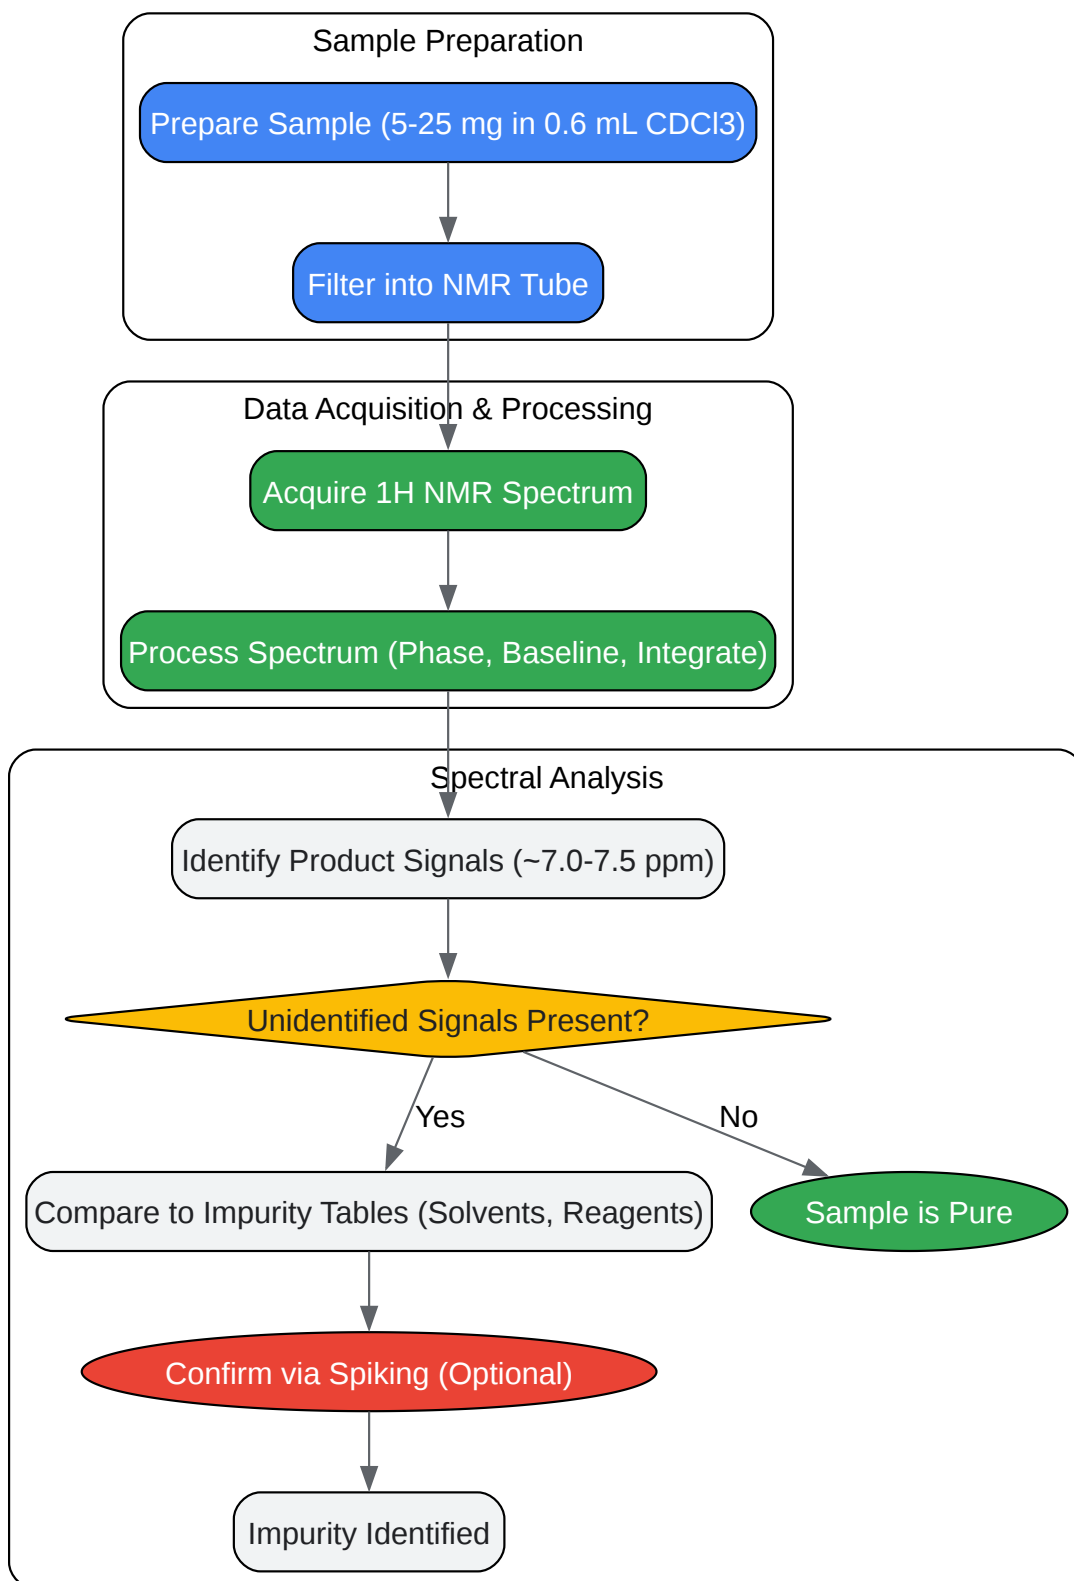 Sample Preparation
Prepare Sample (5-25 mg in 0.6 mL CDCl3)
Filter into NMR Tube
Data Acquisition & Processing
Acquire 1H NMR Spectrum
Process Spectrum (Phase, Baseline, Integrate)
Spectral Analysis
Identify Product Signals (~7.0-7.5 ppm)
Unidentified Signals Present?
Yes
No
Compare to Impurity Tables (Solvents, Reagents)
Sample is Pure
Confirm via Spiking (Optional)
Impurity Identified